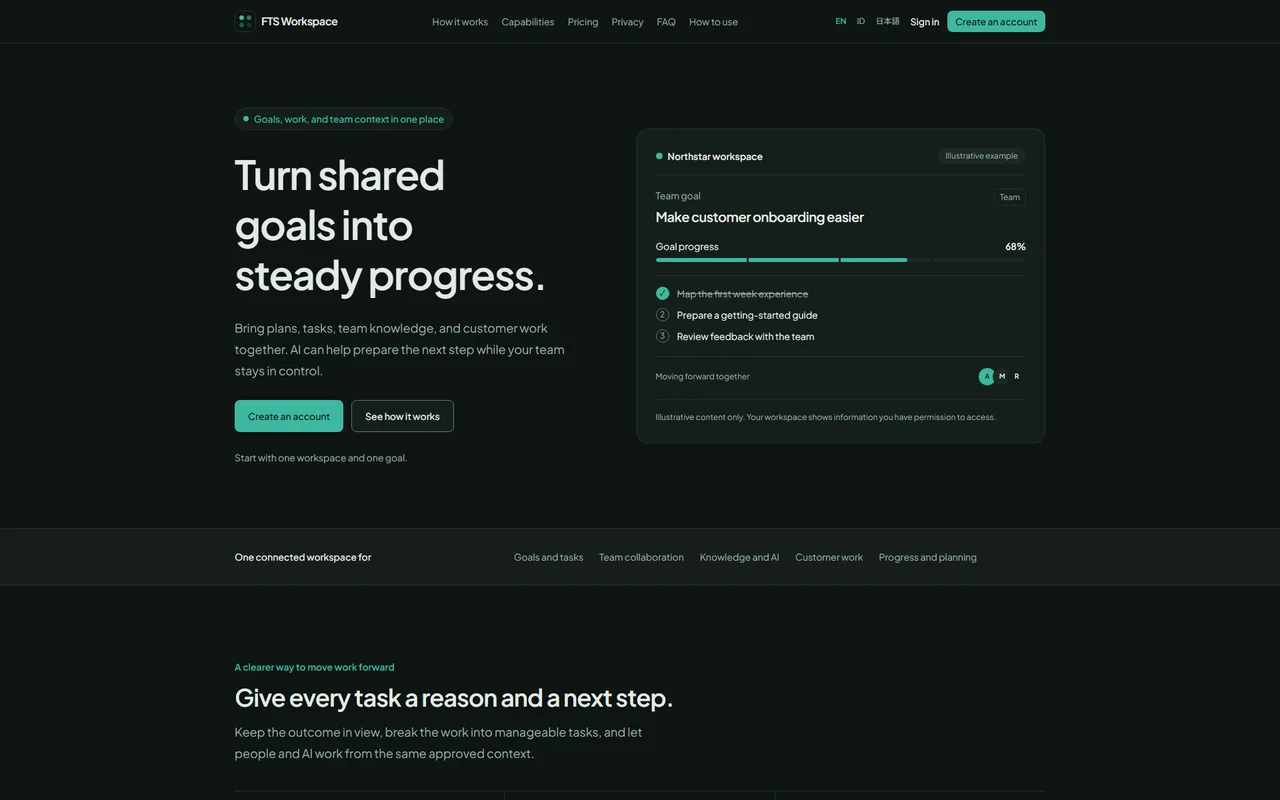 FTS Workspace
How it works Capabilities Pricing Privacy FAQ How to use
EN ID 日本語 Sign in Create an account
Goals, work, and team context in one place
Turn shared
goals into
steady progress.
Bring plans, tasks, team knowledge, and customer work
together. AI can help prepare the next step while your team
stays in control.
Create an account See how it works
Start with one workspace and one goal.
Northstar workspace Illustrative example
Team goal Team
Make customer onboarding easier
Goal progress 68%
✓ Map the first week experience
2 Prepare a getting-started guide
3 Review feedback with the team
Moving forward together A M R
Illustrative content only. Your workspace shows information you have permission to access.
One connected workspace for Goals and tasks Team collaboration Knowledge and AI Customer work Progress and planning
A clearer way to move work forward
Give every task a reason and a next step.
Keep the outcome in view, break the work into manageable tasks, and let
people and AI work from the same approved context.